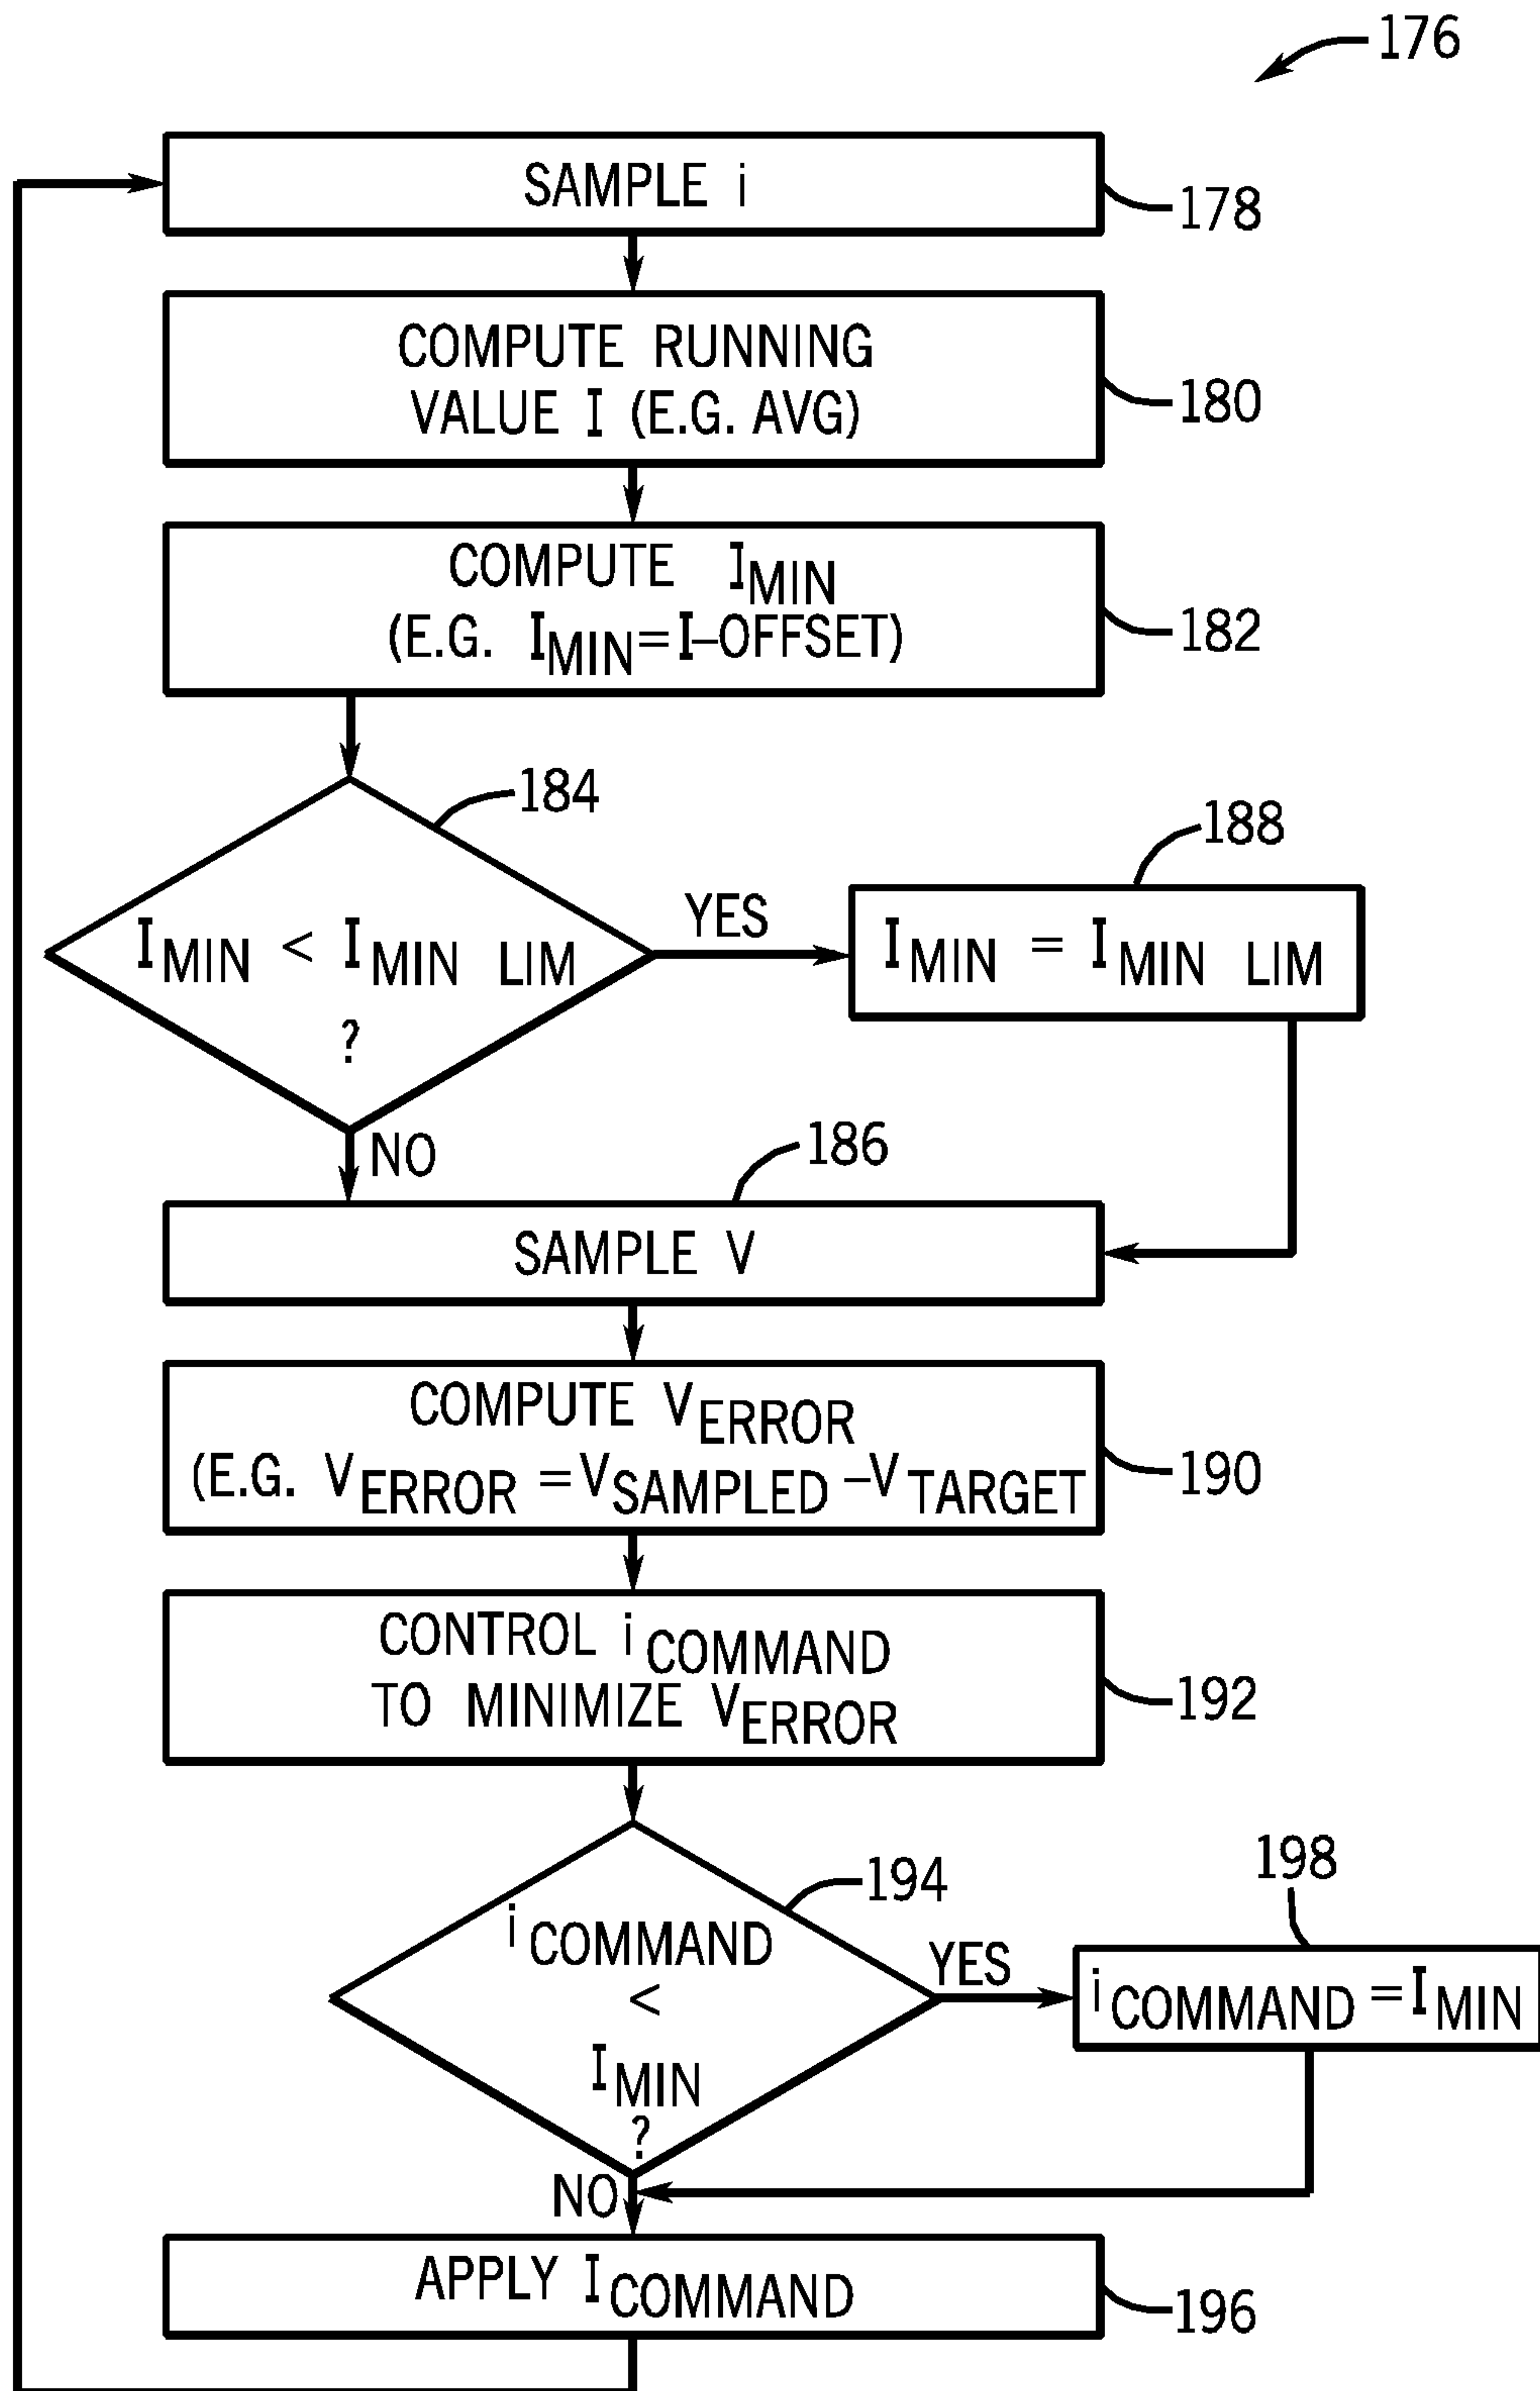 176
SAMPLE i
178
COMPUTE RUNNING
VALUE I (E.G. AVG)
180
COMPUTE IMIN
(E.G. IMIN=I-OFFSET)
182
184
IMIN < IMIN LIM
?
YES
188
IMIN = IMIN LIM
NO
186
SAMPLE V
COMPUTE VERROR
(E.G. VERROR =VSAMPLED -VTARGET
190
CONTROL i COMMAND
TO MINIMIZE VERROR
192
194
i COMMAND
<
IMIN
?
YES
198
i COMMAND =IMIN
NO
APPLY ICOMMAND
196